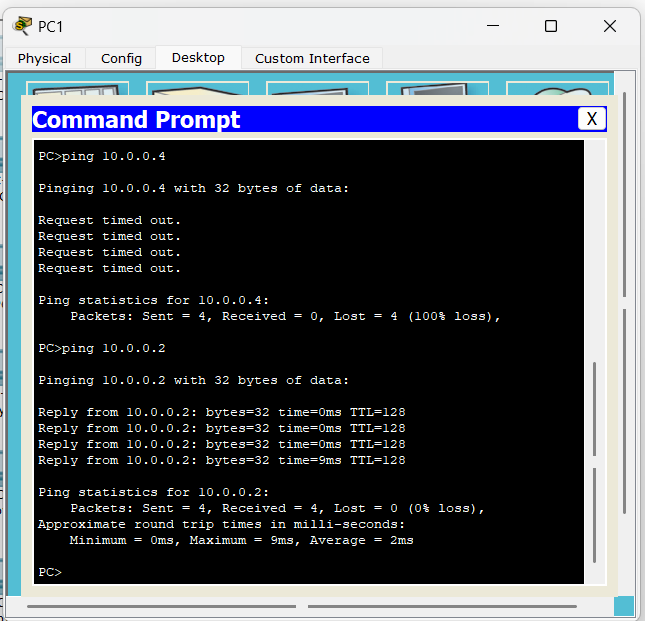 PC1
Physical Config Desktop Custom Interface
Command Prompt X
PC>ping 10.0.0.4
Pinging 10.0.0.4 with 32 bytes of data:
Request timed out.
Request timed out.
Request timed out.
Request timed out.
Ping statistics for 10.0.0.4:
Packets: Sent = 4, Received = 0, Lost = 4 (100% loss),
PC>ping 10.0.0.2
Pinging 10.0.0.2 with 32 bytes of data:
Reply from 10.0.0.2: bytes=32 time=0ms TTL=128
Reply from 10.0.0.2: bytes=32 time=0ms TTL=128
Reply from 10.0.0.2: bytes=32 time=0ms TTL=128
Reply from 10.0.0.2: bytes=32 time=9ms TTL=128
Ping statistics for 10.0.0.2:
Packets: Sent = 4, Received = 4, Lost = 0 (0% loss),
Approximate round trip times in milli-seconds:
Minimum = 0ms, Maximum = 9ms, Average = 2ms
PC>